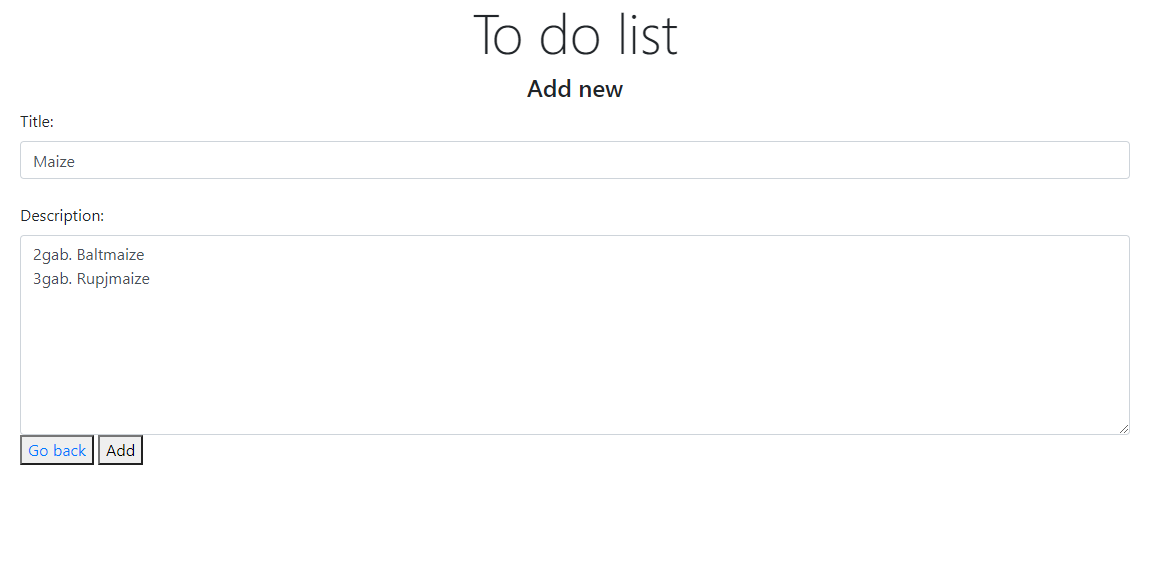 To do list
Add new
Title:
Maize
Description:
2gab. Baltmaize
3gab. Rupjmaize
Go back Add